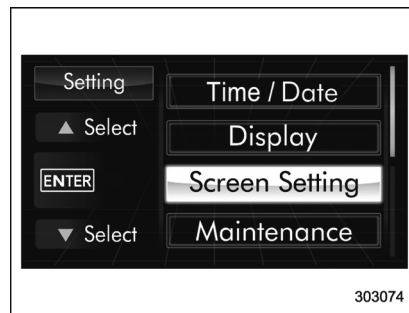 Setting
▲ Select
ENTER
▼ Select
Time / Date
Display
Screen Setting
Maintenance
303074